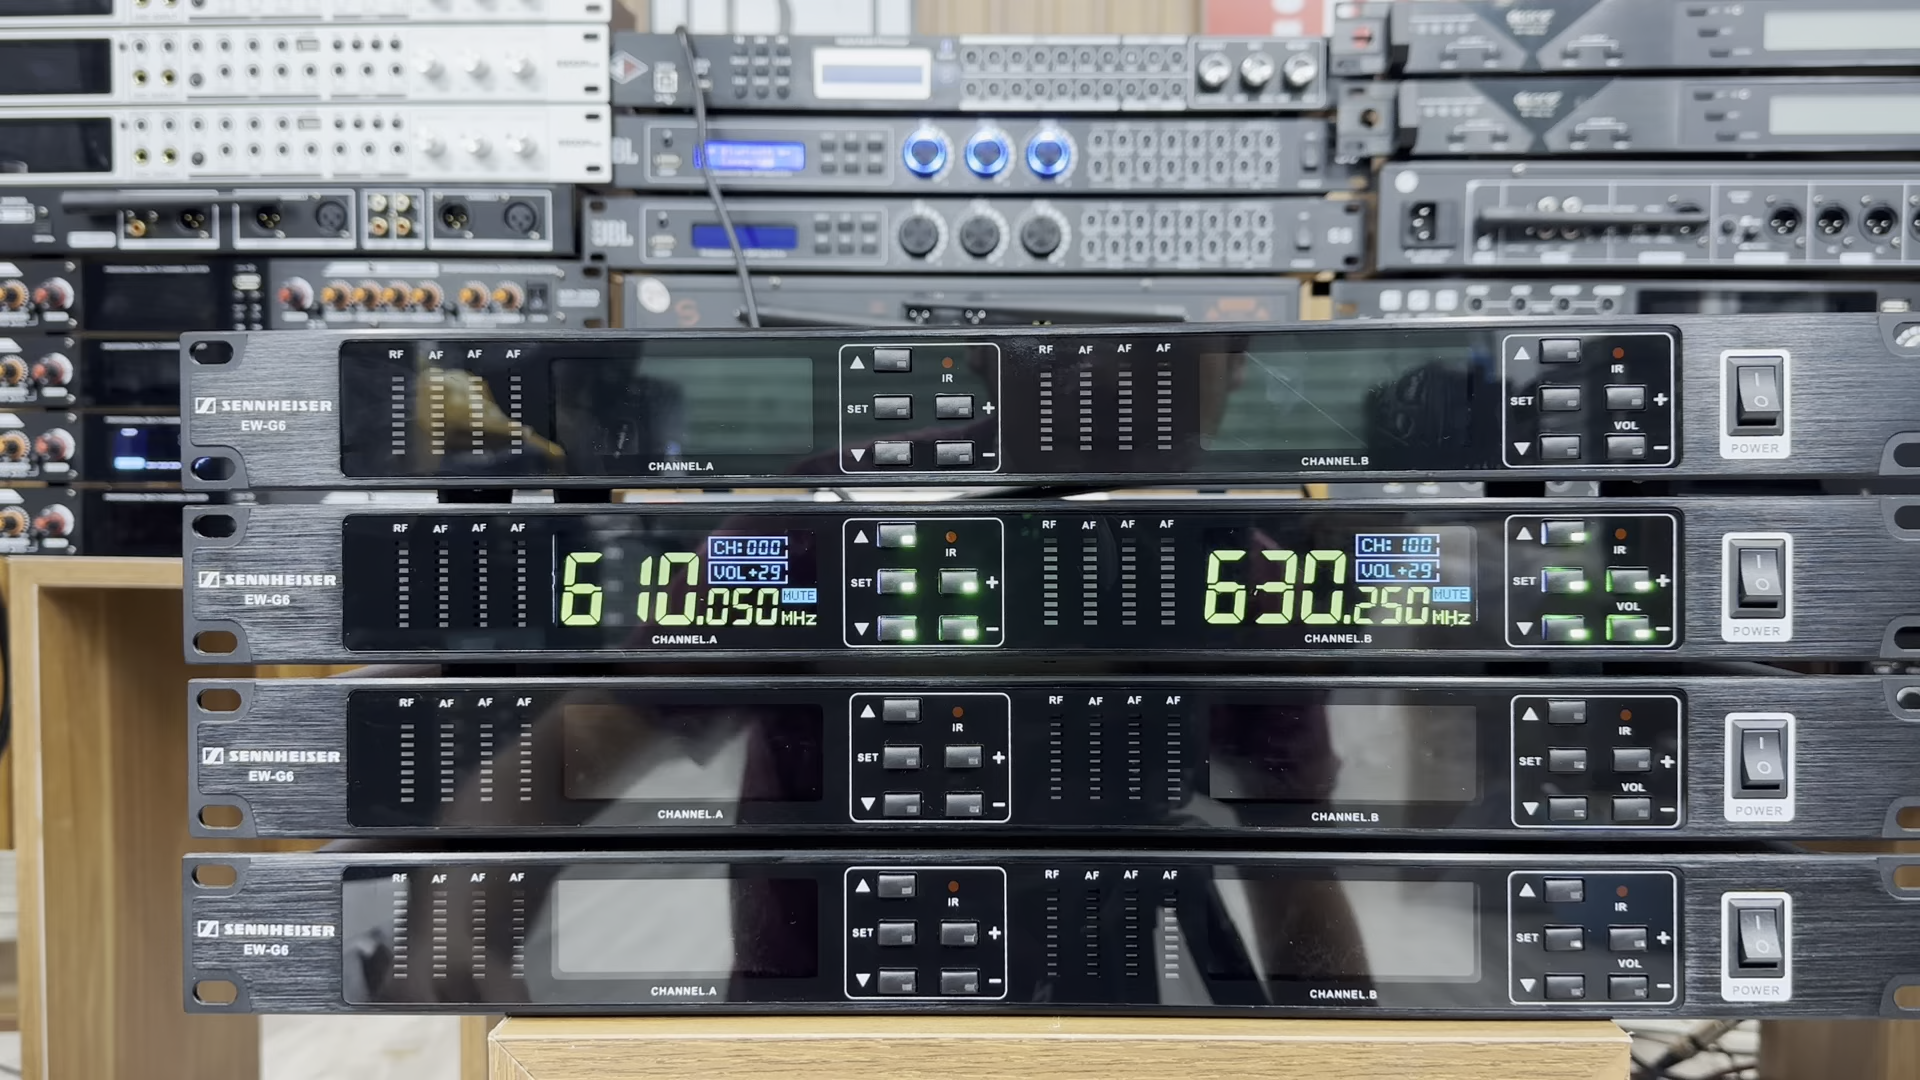 JBL
RF AF AF AF
SENNHEISER
EW-G6
CHANNEL.A
IR
SET
+
−
RF AF AF AF
CHANNEL.B
IR
SET
+
VOL
−
POWER
RF AF AF AF
SENNHEISER
EW-G6
610.050 MHz
CH:000
VOL+29
MUTE
CHANNEL.A
IR
SET
+
−
RF AF AF AF
630.250 MHz
CH:100
VOL+29
MUTE
CHANNEL.B
IR
SET
+
VOL
−
POWER
RF AF AF AF
SENNHEISER
EW-G6
CHANNEL.A
IR
SET
+
−
RF AF AF AF
CHANNEL.B
IR
SET
+
VOL
−
POWER
RF AF AF AF
SENNHEISER
EW-G6
CHANNEL.A
IR
SET
+
−
RF AF AF AF
CHANNEL.B
IR
SET
+
VOL
−
POWER